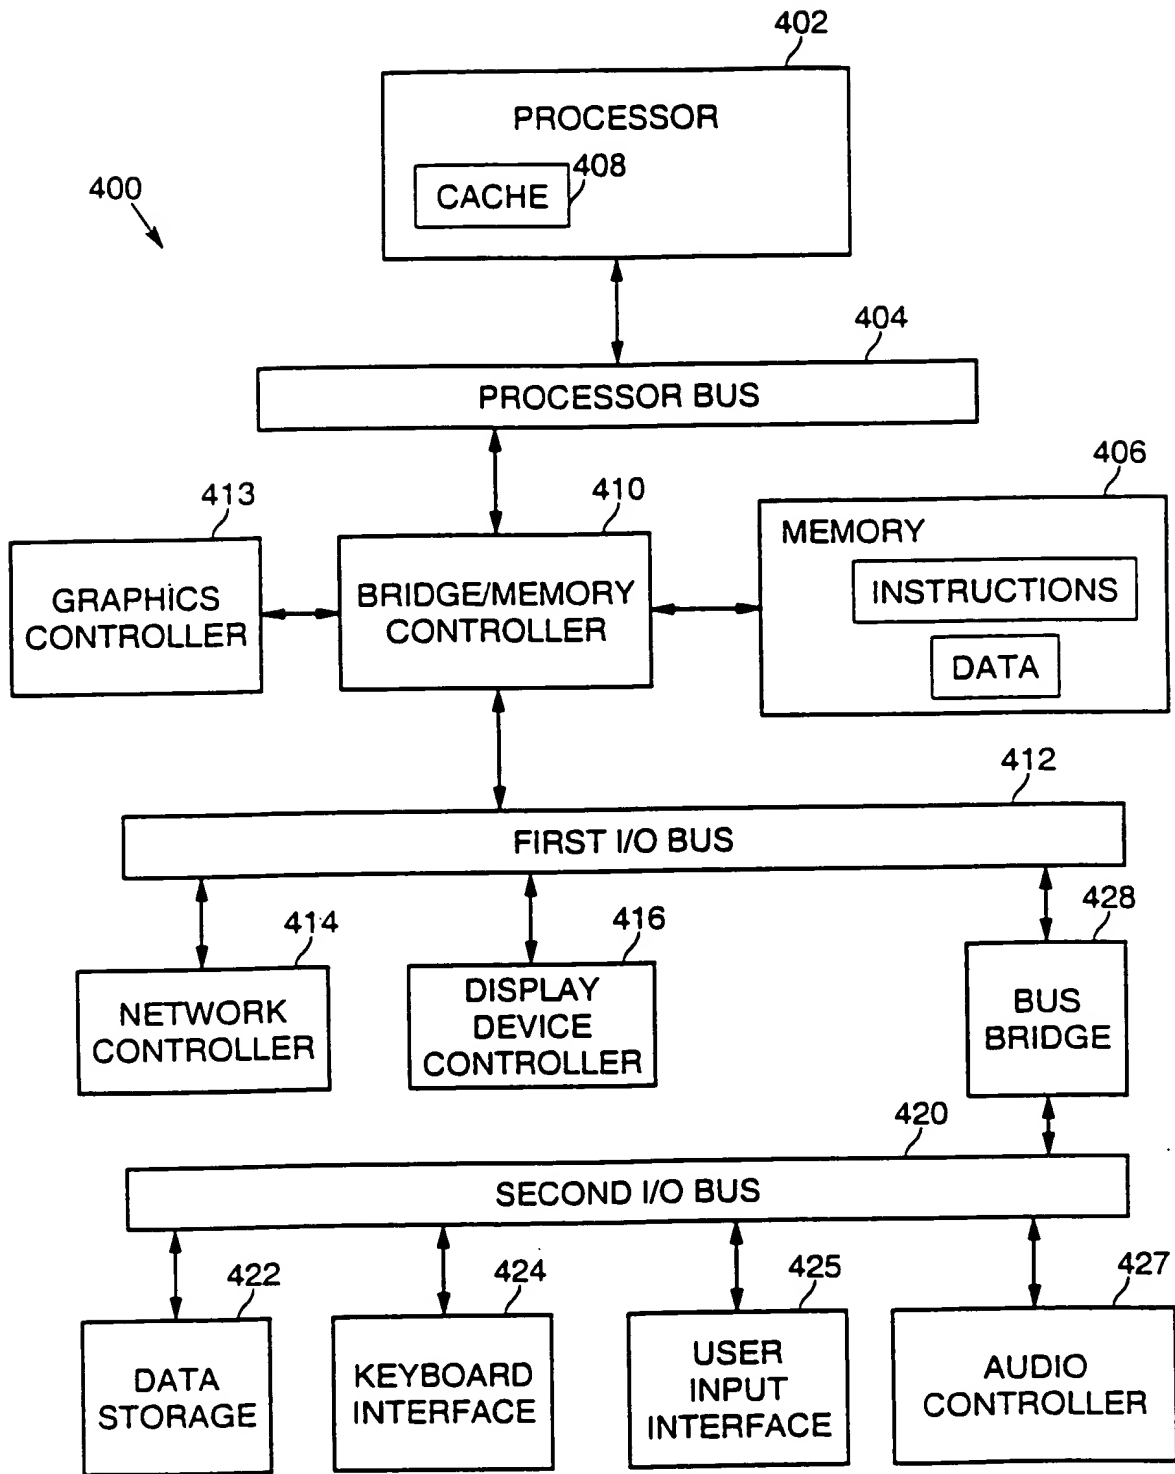 402
PROCESSOR
408
CACHE
400
404
PROCESSOR BUS
413
410
406
GRAPHICS
CONTROLLER
BRIDGE/MEMORY
CONTROLLER
MEMORY
INSTRUCTIONS
DATA
412
FIRST I/O BUS
414
416
428
NETWORK
CONTROLLER
DISPLAY
DEVICE
CONTROLLER
BUS
BRIDGE
420
SECOND I/O BUS
422
424
425
427
DATA
STORAGE
KEYBOARD
INTERFACE
USER
INPUT
INTERFACE
AUDIO
CONTROLLER